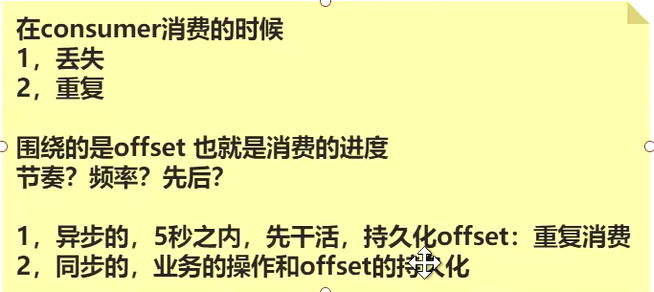 在consumer消费的时候
1，丢失
2，重复
围绕的是offset 也就是消费的进度
节奏？频率？先后？
1，异步的，5秒之内，先干活，持久化offset：重复消费
2，同步的，业务的操作和offset的持久化